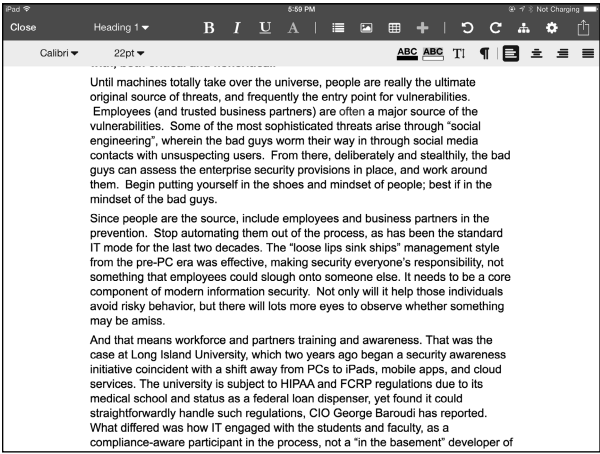 iPad 5:59 PM Not Charging
Close Heading 1 B I U A
Calibri 22pt ABC ABC T ¶
Until machines totally take over the universe, people are really the ultimate
original source of threats, and frequently the entry point for vulnerabilities.
Employees (and trusted business partners) are often a major source of the
vulnerabilities. Some of the most sophisticated threats arise through “social
engineering”, wherein the bad guys worm their way in through social media
contacts with unsuspecting users. From there, deliberately and stealthily, the bad
guys can assess the enterprise security provisions in place, and work around
them. Begin putting yourself in the shoes and mindset of people; best if in the
mindset of the bad guys.
Since people are the source, include employees and business partners in the
prevention. Stop automating them out of the process, as has been the standard
IT mode for the last two decades. The “loose lips sink ships” management style
from the pre-PC era was effective, making security everyone’s responsibility, not
something that employees could slough onto someone else. It needs to be a core
component of modern information security. Not only will it help those individuals
avoid risky behavior, but there will lots more eyes to observe whether something
may be amiss.
And that means workforce and partners training and awareness. That was the
case at Long Island University, which two years ago began a security awareness
initiative coincident with a shift away from PCs to iPads, mobile apps, and cloud
services. The university is subject to HIPAA and FCRP regulations due to its
medical school and status as a federal loan dispenser, yet found it could
straightforwardly handle such regulations, CIO George Baroudi has reported.
What differed was how IT engaged with the students and faculty, as a
compliance-aware participant in the process, not a “in the basement” developer of